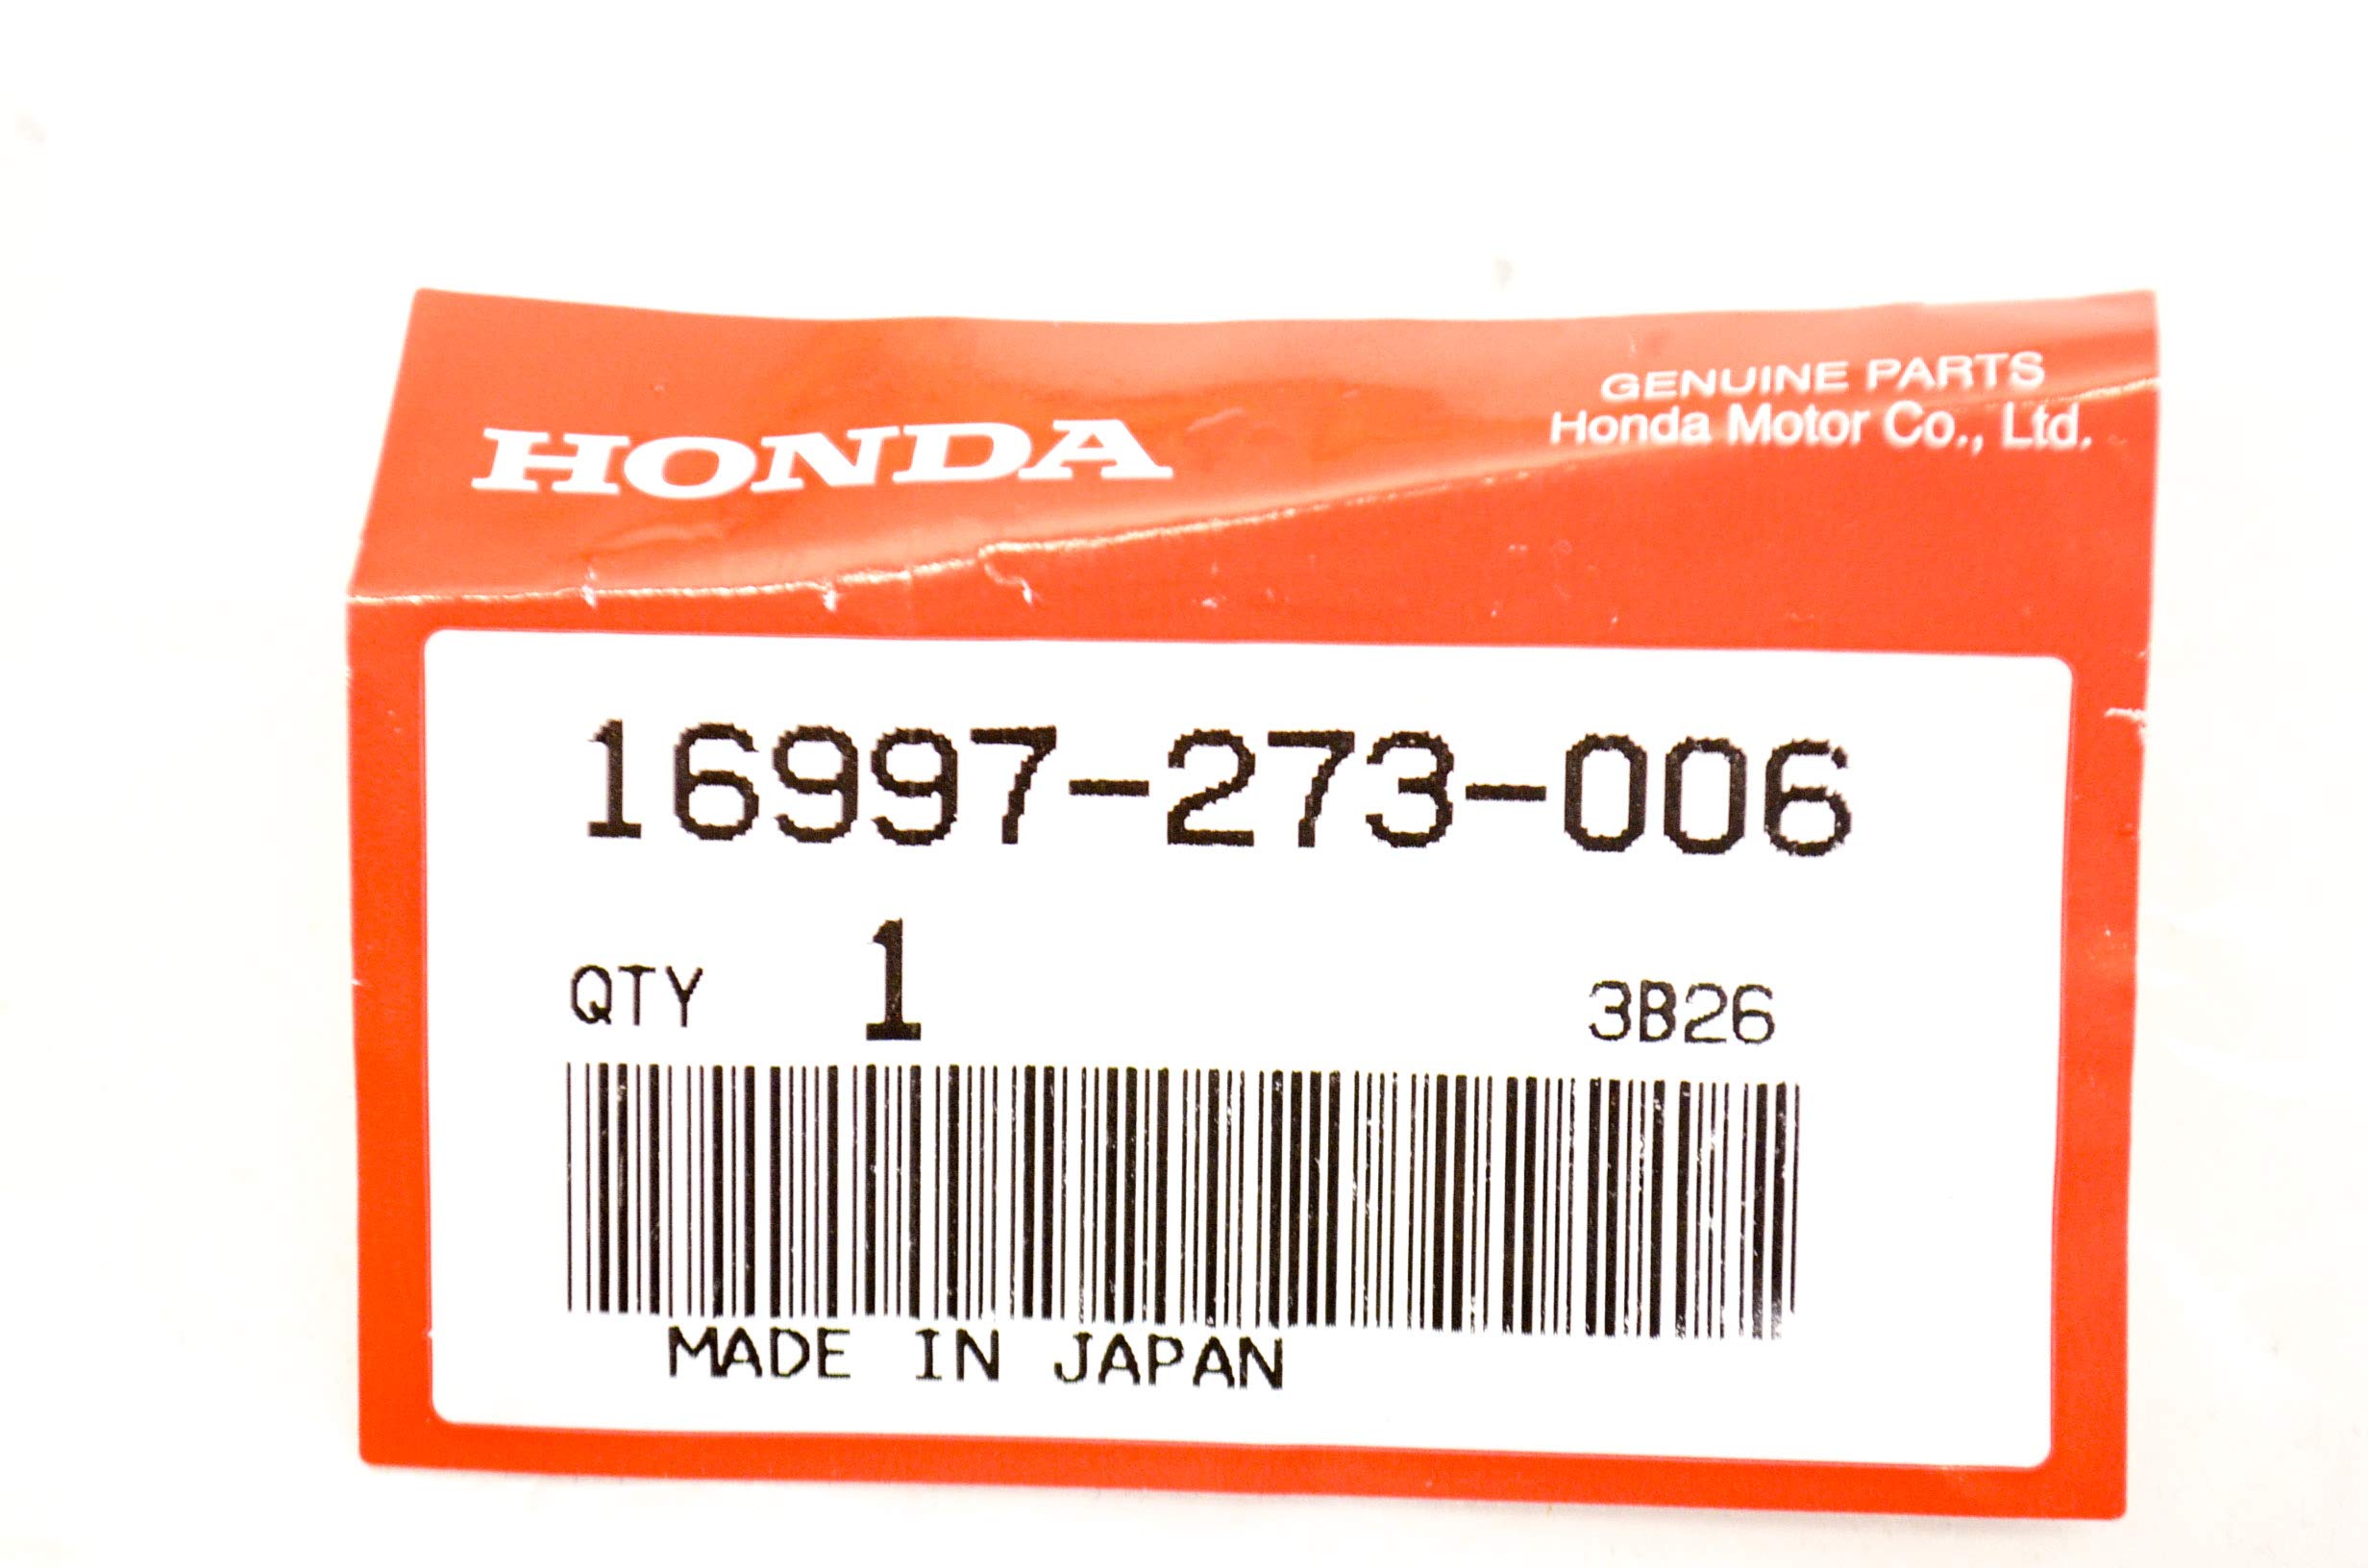 HONDA
GENUINE PARTS
Honda Motor Co., Ltd.
16997-273-006
QTY 1 3B26
MADE IN JAPAN